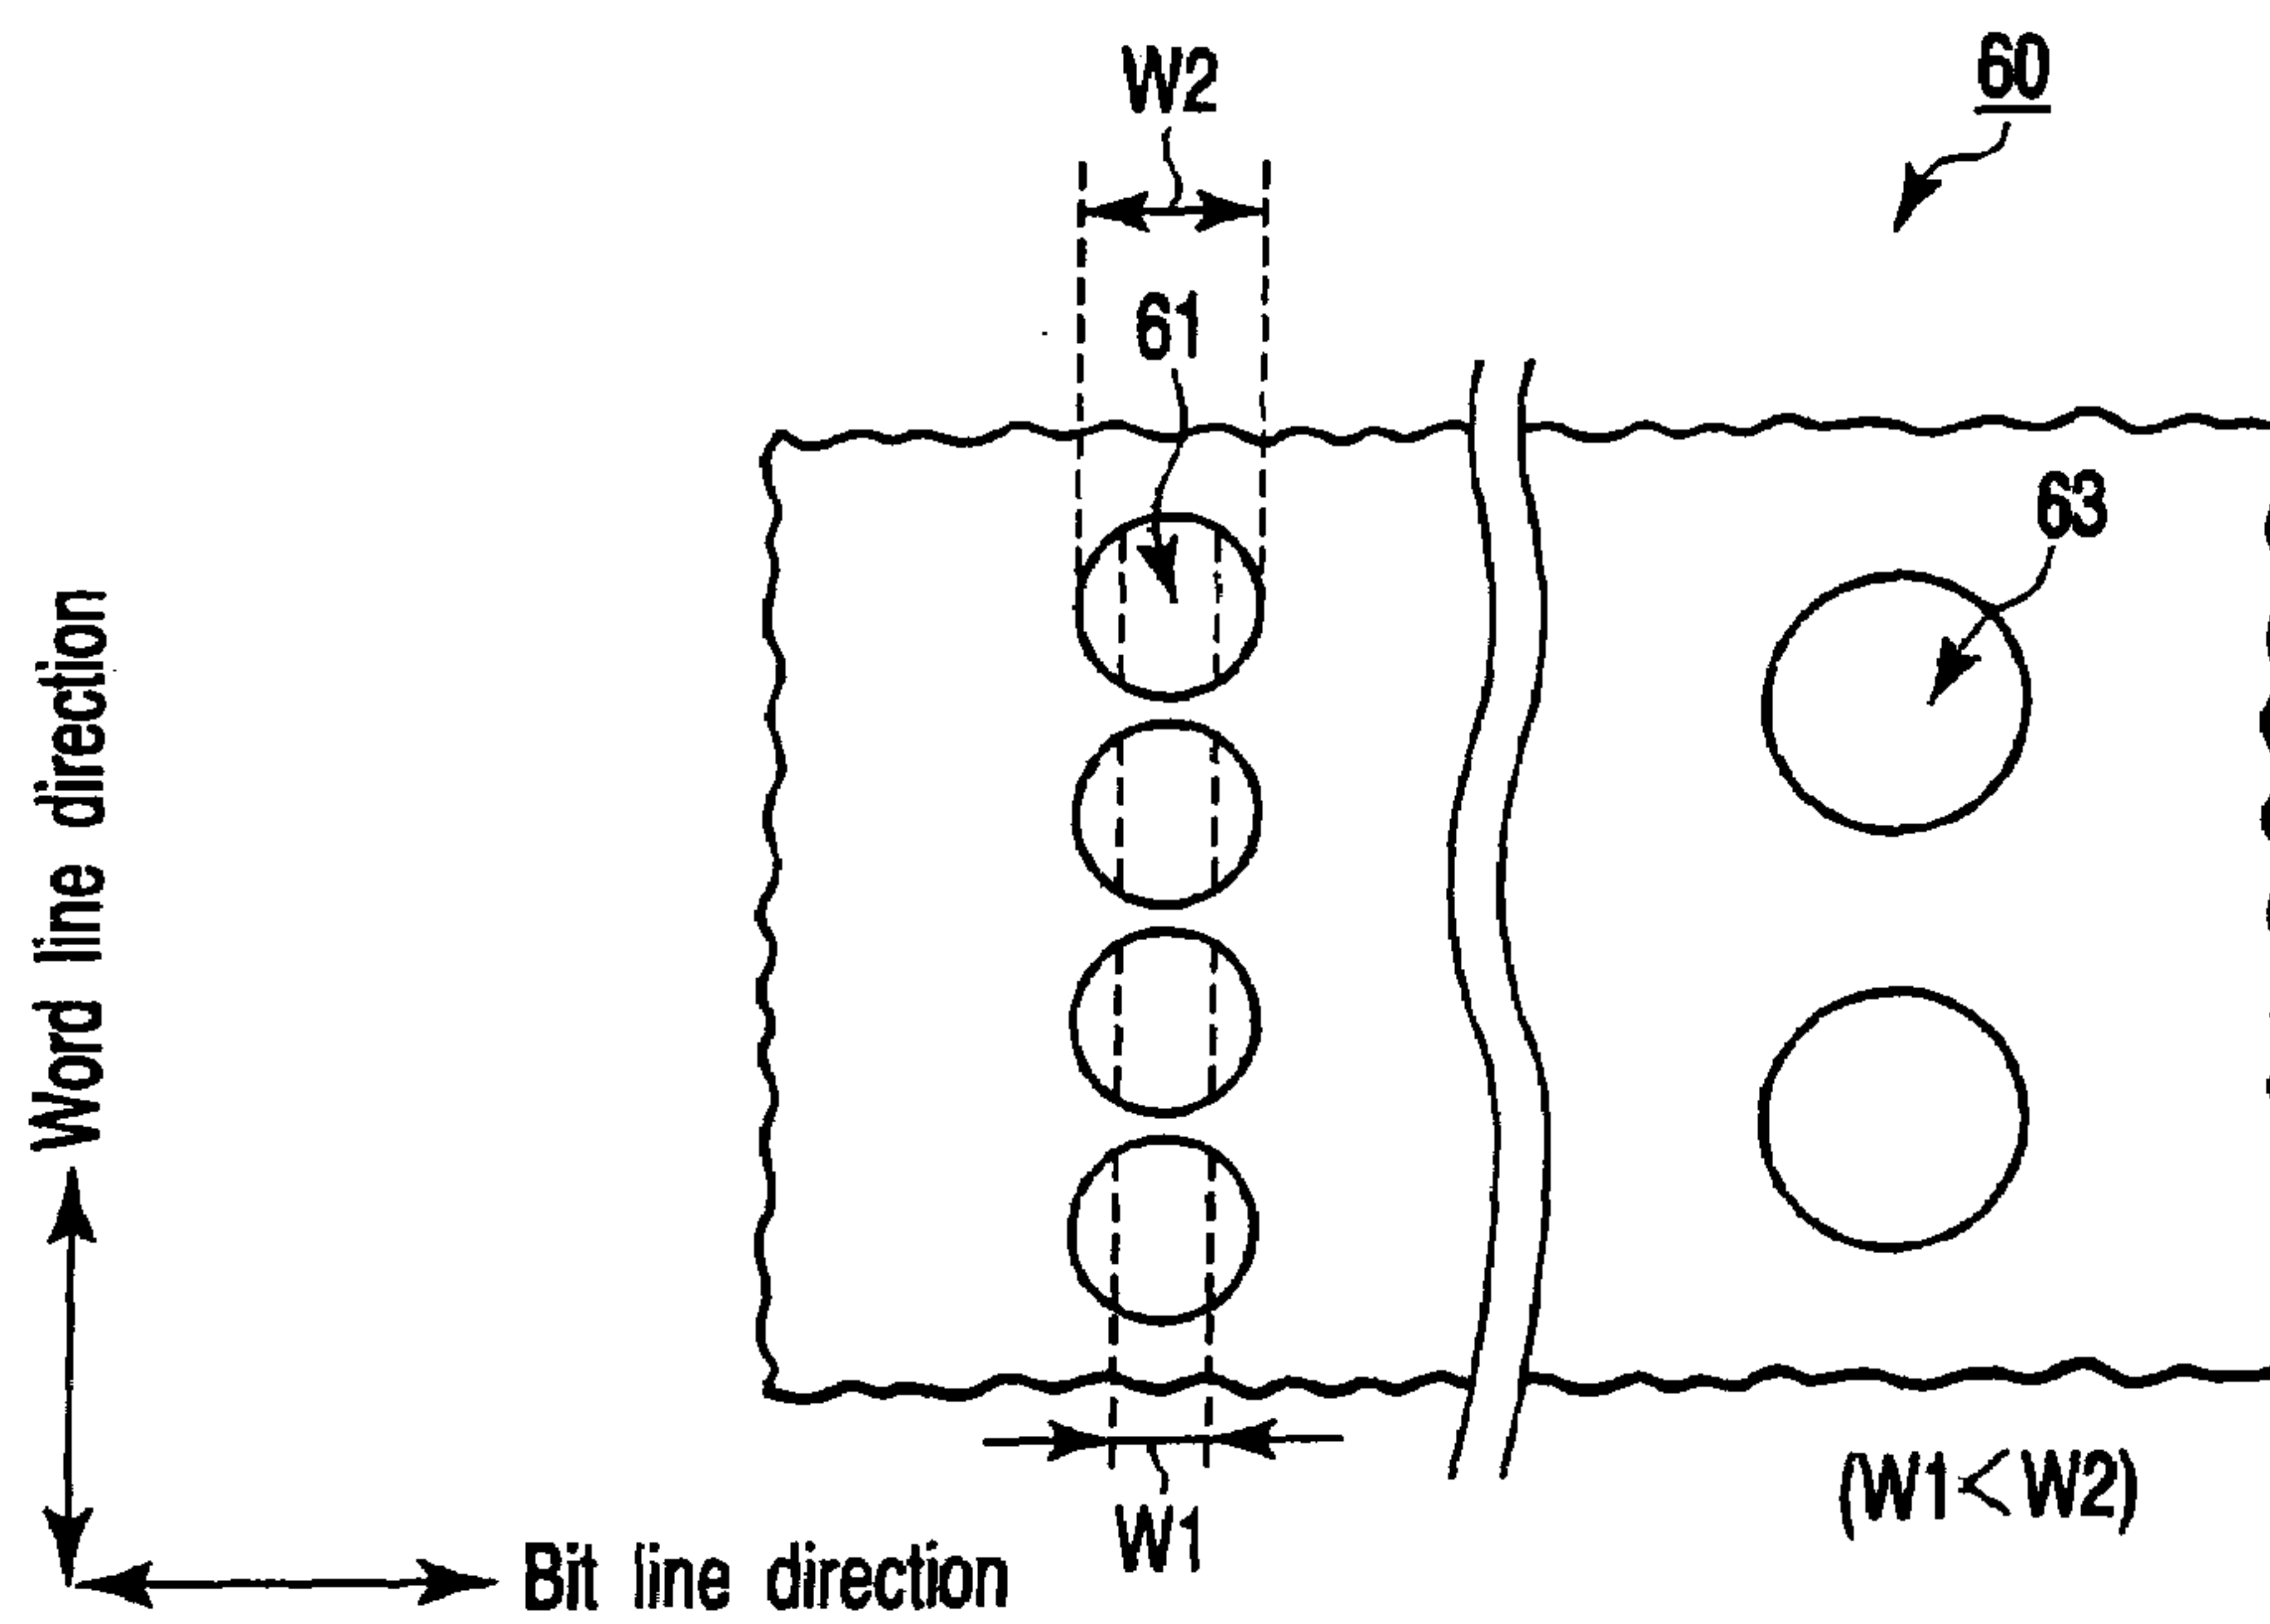 W2
60
61
63
Word line direction
(W1<W2)
W1
Bit line direction